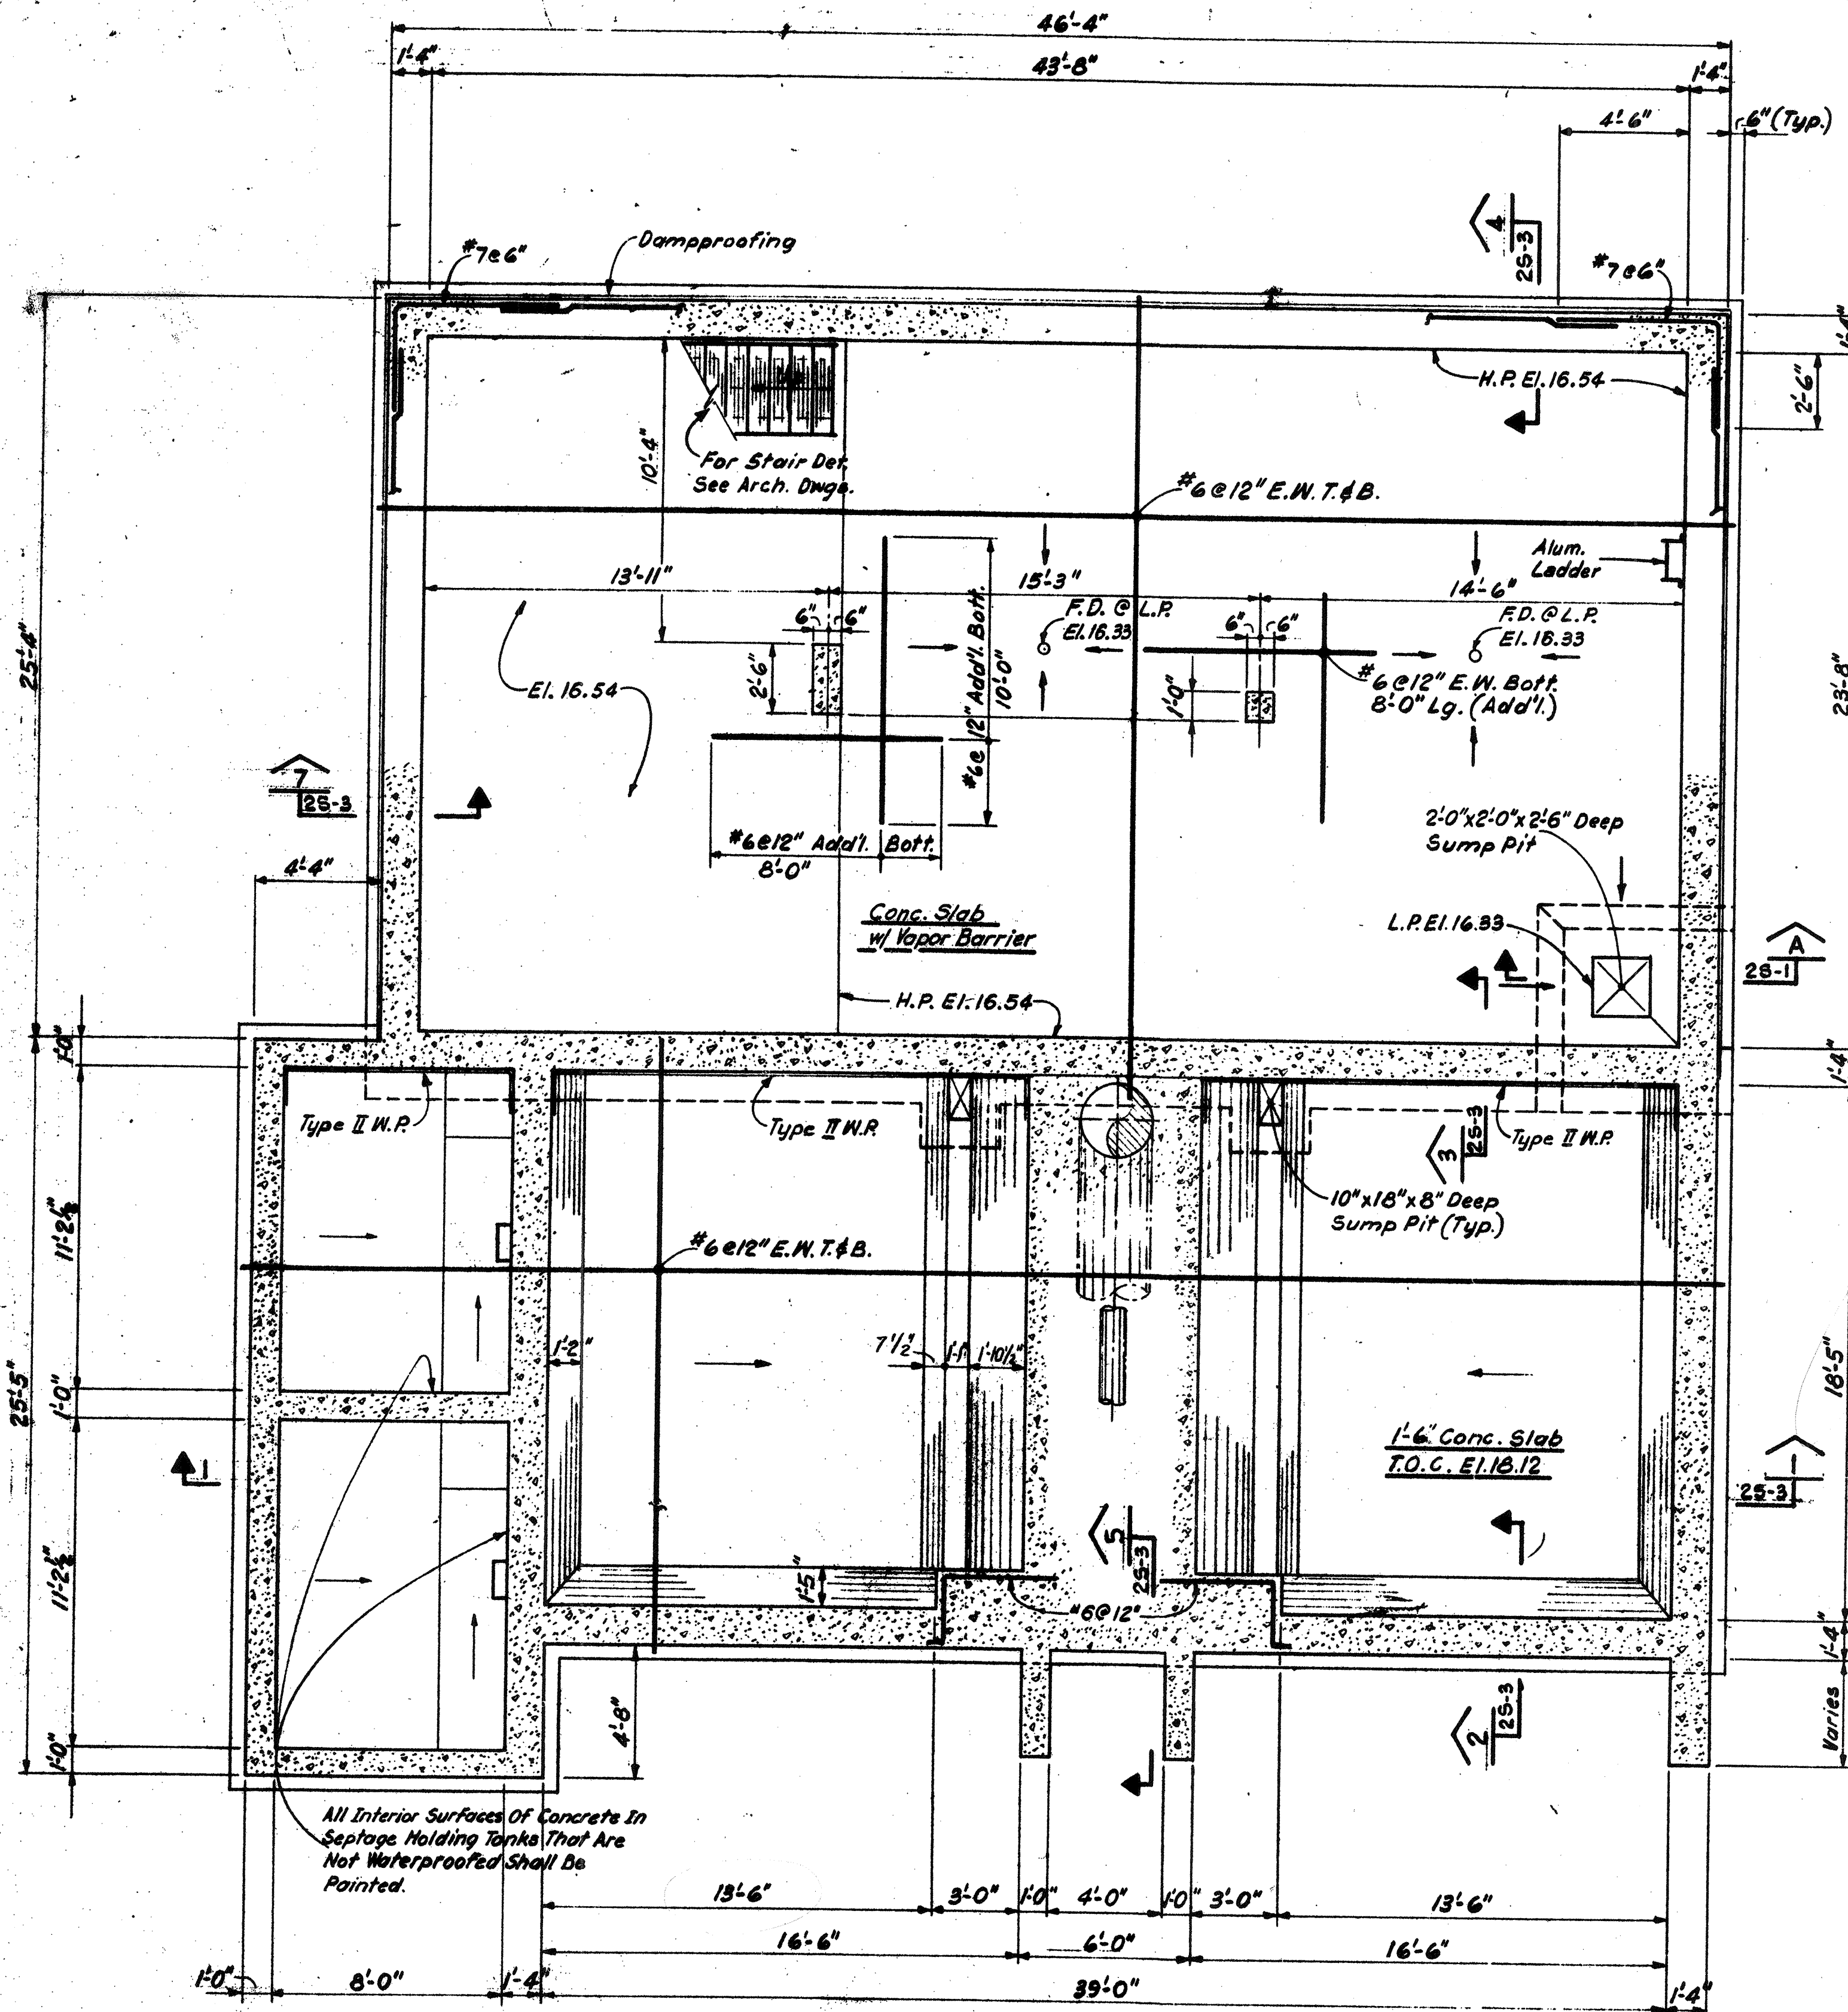 46'-4"
1'-4"
43'-8"
1'-4"
4'-6"
6" (Typ.)
#7@6"
Dampproofing
4
2S-3
#7@6"
1'-4"
H.P. El. 16.54
2'-6"
10'-4"
For Stair Det.
See Arch. Dwgs.
#6@12" E.W. T.&B.
Alum.
Ladder
13'-11"
15'-3"
14'-6"
6"
6"
F.D. @ L.P.
El. 16.33
6"
6"
F.D. @ L.P.
El. 16.33
25'-4"
2'-6"
#6@12" Add'l. Bott.
10'-0"
1'-0"
#6@12" E.W. Bott.
8'-0" Lg. (Add'l.)
23'-8"
El. 16.54
7
2S-3
#6@12" Add'l. Bott.
8'-0"
2'-0"x2'-0"x2'-6" Deep
Sump Pit
4'-4"
Conc. Slab
w/ Vapor Barrier
L.P. El. 16.33
A
2S-1
H.P. El. 16.54
1'-0"
1'-4"
Type II W.P.
Type II W.P.
3
2S-3
Type II W.P.
10"x18"x8" Deep
Sump Pit (Typ.)
11'-2½"
#6@12" E.W. T.&B.
1'-2"
7½"
1'-1"
1'-10½"
18'-5"
25'-5"
1'-0"
1'-6" Conc. Slab
T.O.C. El. 18.12
1
1
2S-3
5
2S-3
11'-2½"
1'-5"
"6@12"
1'-4"
4'-8"
2
2S-3
Varies
1'-0"
All Interior Surfaces Of Concrete In
Septage Holding Tanks That Are
Not Waterproofed Shall Be
Painted.
13'-6"
3'-0"
1'-0"
4'-0"
1'-0"
3'-0"
13'-6"
16'-6"
6'-0"
16'-6"
1'-0"
8'-0"
1'-4"
39'-0"
1'-4"